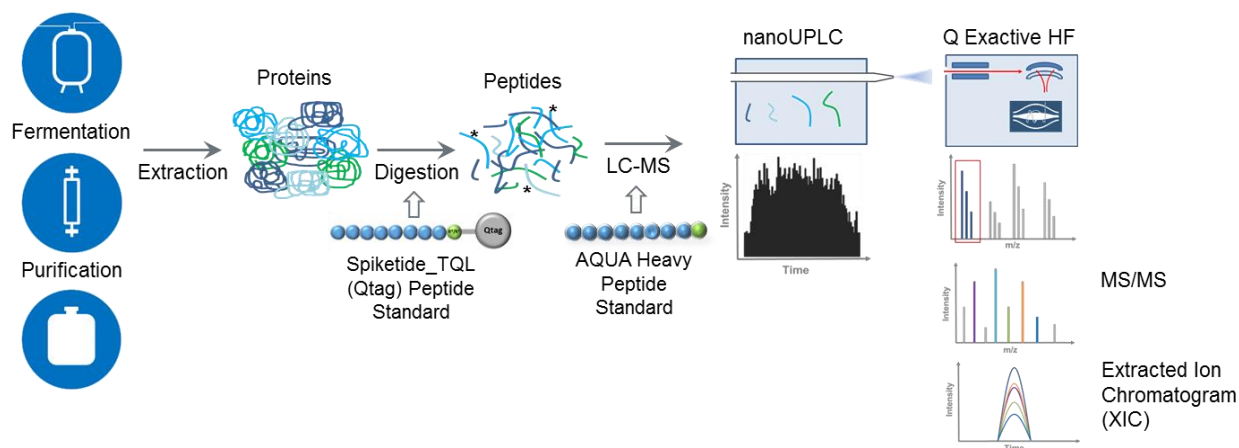 Fermentation
Purification
Extraction
Proteins
Digestion
Peptides
*
*
*
LC-MS
Qtag
Spiketide_TQL
(Qtag) Peptide
Standard
AQUA Heavy
Peptide
Standard
nanoUPLC
Intensity
Time
Q Exactive HF
Intensity
m/z
MS/MS
Intensity
m/z
Extracted Ion
Chromatogram
(XIC)
Intensity
Time